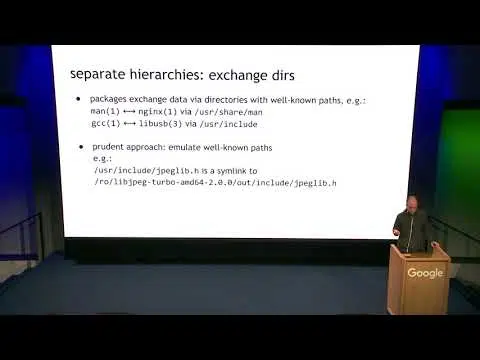 separate hierarchies: exchange dirs
● packages exchange data via directories with well-known paths, e.g.:
man(1) ⟷ nginx(1) via /usr/share/man
gcc(1) ⟷ libusb(3) via /usr/include
● prudent approach: emulate well-known paths
e.g.:
/usr/include/jpeglib.h is a symlink to
/ro/libjpeg-turbo-amd64-2.0.0/out/include/jpeglib.h
Google